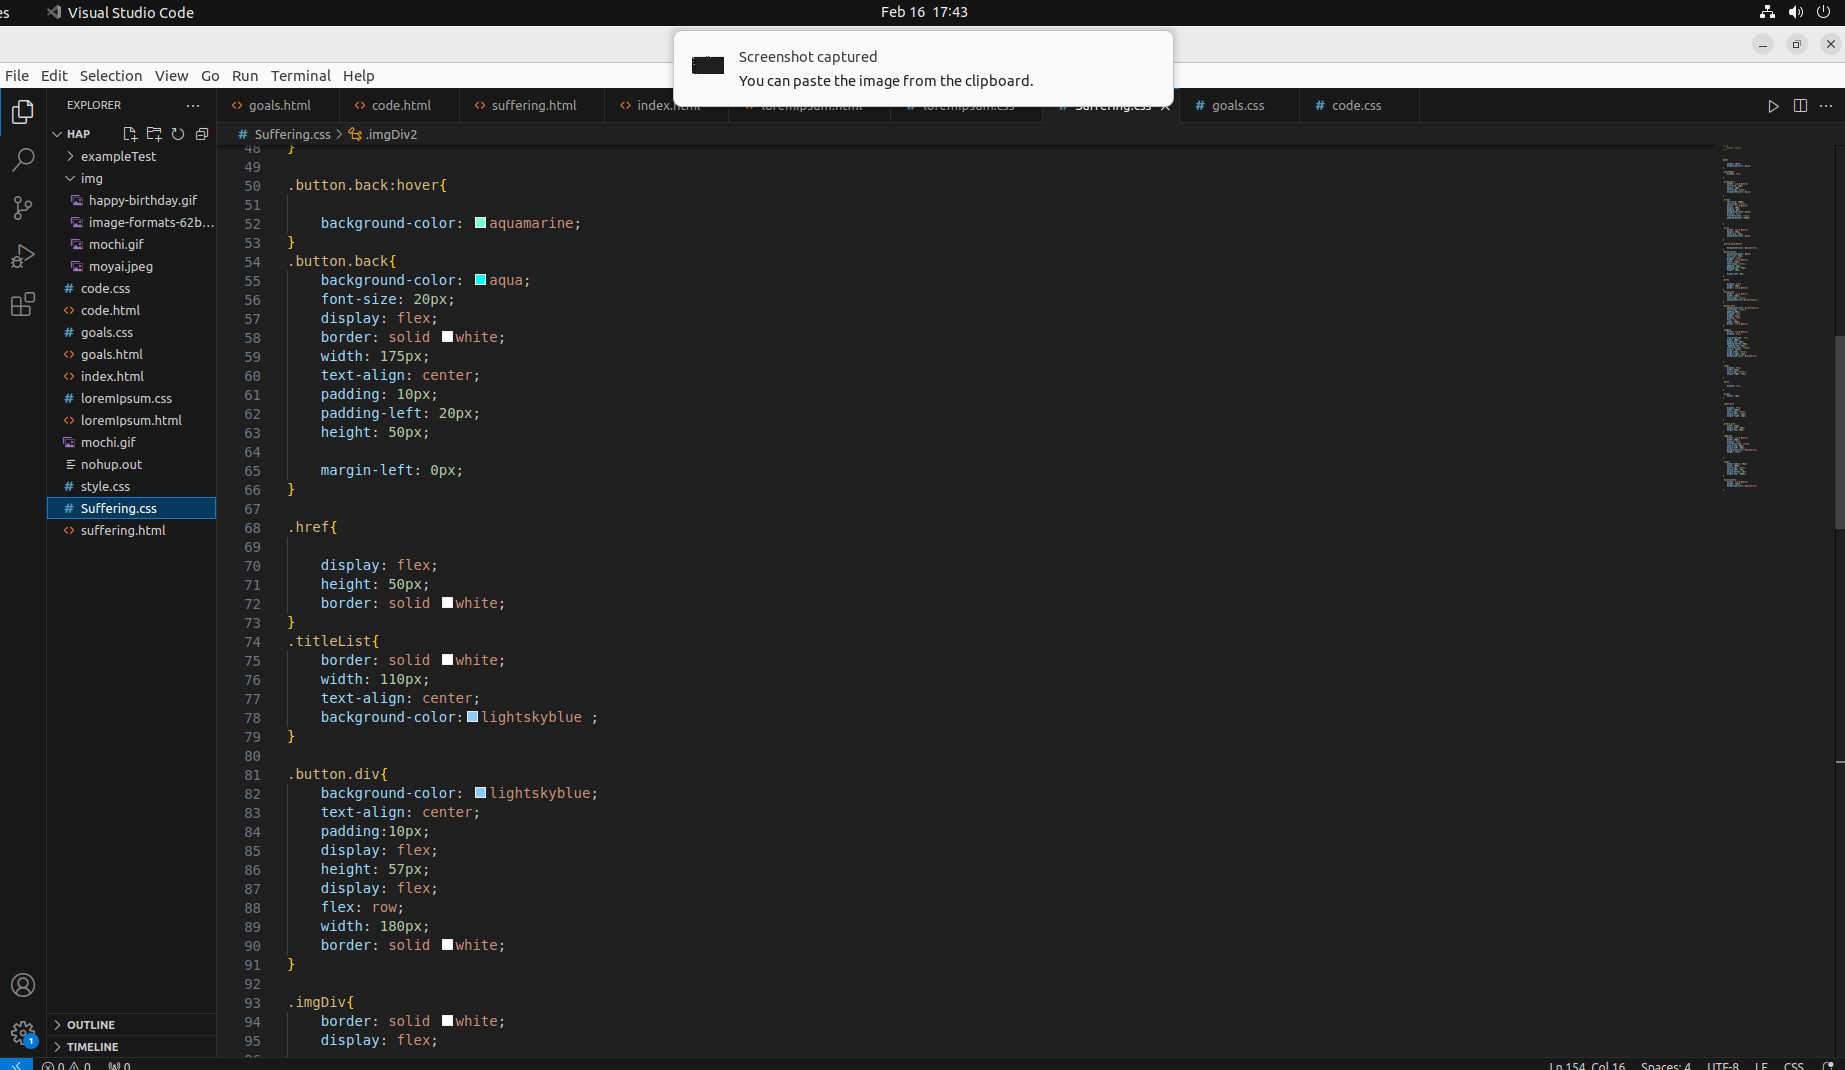 es Visual Studio Code Feb 16 17:43
Screenshot captured
You can paste the image from the clipboard.
File Edit Selection View Go Run Terminal Help
EXPLORER ···
<> goals.html <> code.html <> suffering.html <> index.html <> loremIpsum.html # loremIpsum.css # Suffering.css # goals.css # code.css
HAP
# Suffering.css > .imgDiv2
exampleTest
img
happy-birthday.gif
image-formats-62b...
mochi.gif
moyai.jpeg
# code.css
<> code.html
# goals.css
<> goals.html
<> index.html
# loremIpsum.css
<> loremIpsum.html
mochi.gif
nohup.out
# style.css
# Suffering.css
<> suffering.html
OUTLINE
TIMELINE
48 }
49
50 .button.back:hover{
51
52 background-color: aquamarine;
53 }
54 .button.back{
55 background-color: aqua;
56 font-size: 20px;
57 display: flex;
58 border: solid white;
59 width: 175px;
60 text-align: center;
61 padding: 10px;
62 padding-left: 20px;
63 height: 50px;
64
65 margin-left: 0px;
66 }
67
68 .href{
69
70 display: flex;
71 height: 50px;
72 border: solid white;
73 }
74 .titleList{
75 border: solid white;
76 width: 110px;
77 text-align: center;
78 background-color: lightskyblue ;
79 }
80
81 .button.div{
82 background-color: lightskyblue;
83 text-align: center;
84 padding:10px;
85 display: flex;
86 height: 57px;
87 display: flex;
88 flex: row;
89 width: 180px;
90 border: solid white;
91 }
92
93 .imgDiv{
94 border: solid white;
95 display: flex;
1
0 0 0 Ln 154, Col 16 Spaces: 4 UTF-8 LF CSS